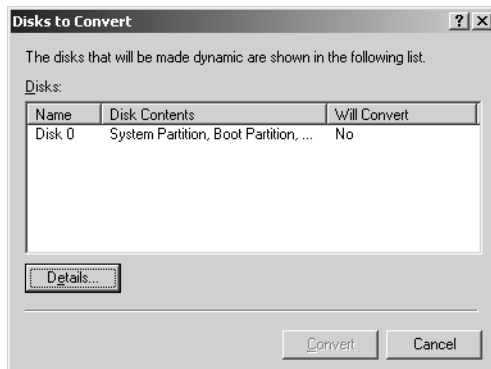 Disks to Convert
The disks that will be made dynamic are shown in the following list.
Disks:
Name Disk Contents Will Convert
Disk 0 System Partition, Boot Partition, ... No
Details...
Convert Cancel